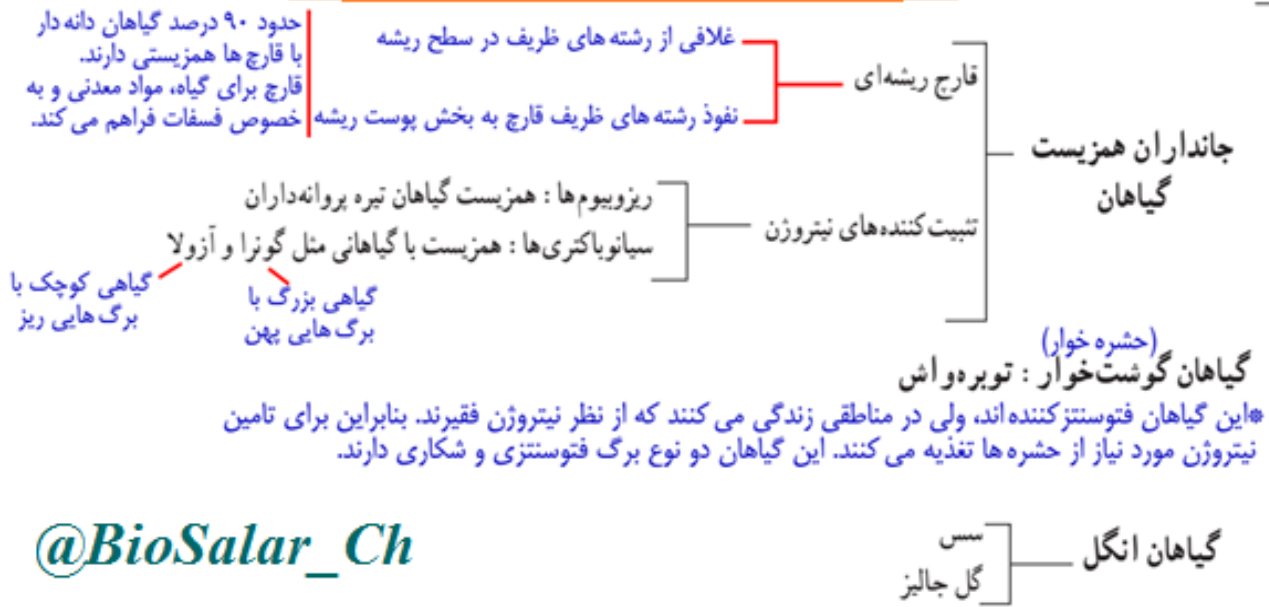 جانداران همزیست
گیاهان
قارچ ریشه‌ای
غلافی از رشته های ظریف در سطح ریشه
نفوذ رشته های ظریف قارچ به بخش پوست ریشه
حدود ۹۰ درصد گیاهان دانه دار
با قارچ ها همزیستی دارند.
قارچ برای گیاه، مواد معدنی و به
خصوص فسفات فراهم می کند.
تثبیت‌کننده‌های نیتروژن
ریزوبیوم‌ها : همزیست گیاهان تیره پروانه‌داران
سیانوباکتری‌ها : همزیست با گیاهانی مثل گونرا و آزولا
گیاهی بزرگ با
برگ هایی پهن
گیاهی کوچک با
برگ هایی ریز
(حشره خوار)
گیاهان گوشت‌خوار : توبره‌واش
*این گیاهان فتوسنتزکننده اند، ولی در مناطقی زندگی می کنند که از نظر نیتروژن فقیرند. بنابراین برای تامین
نیتروژن مورد نیاز از حشره ها تغذیه می کنند. این گیاهان دو نوع برگ فتوسنتزی و شکاری دارند.
گیاهان انگل
سس
گل جالیز
@BioSalar_Ch